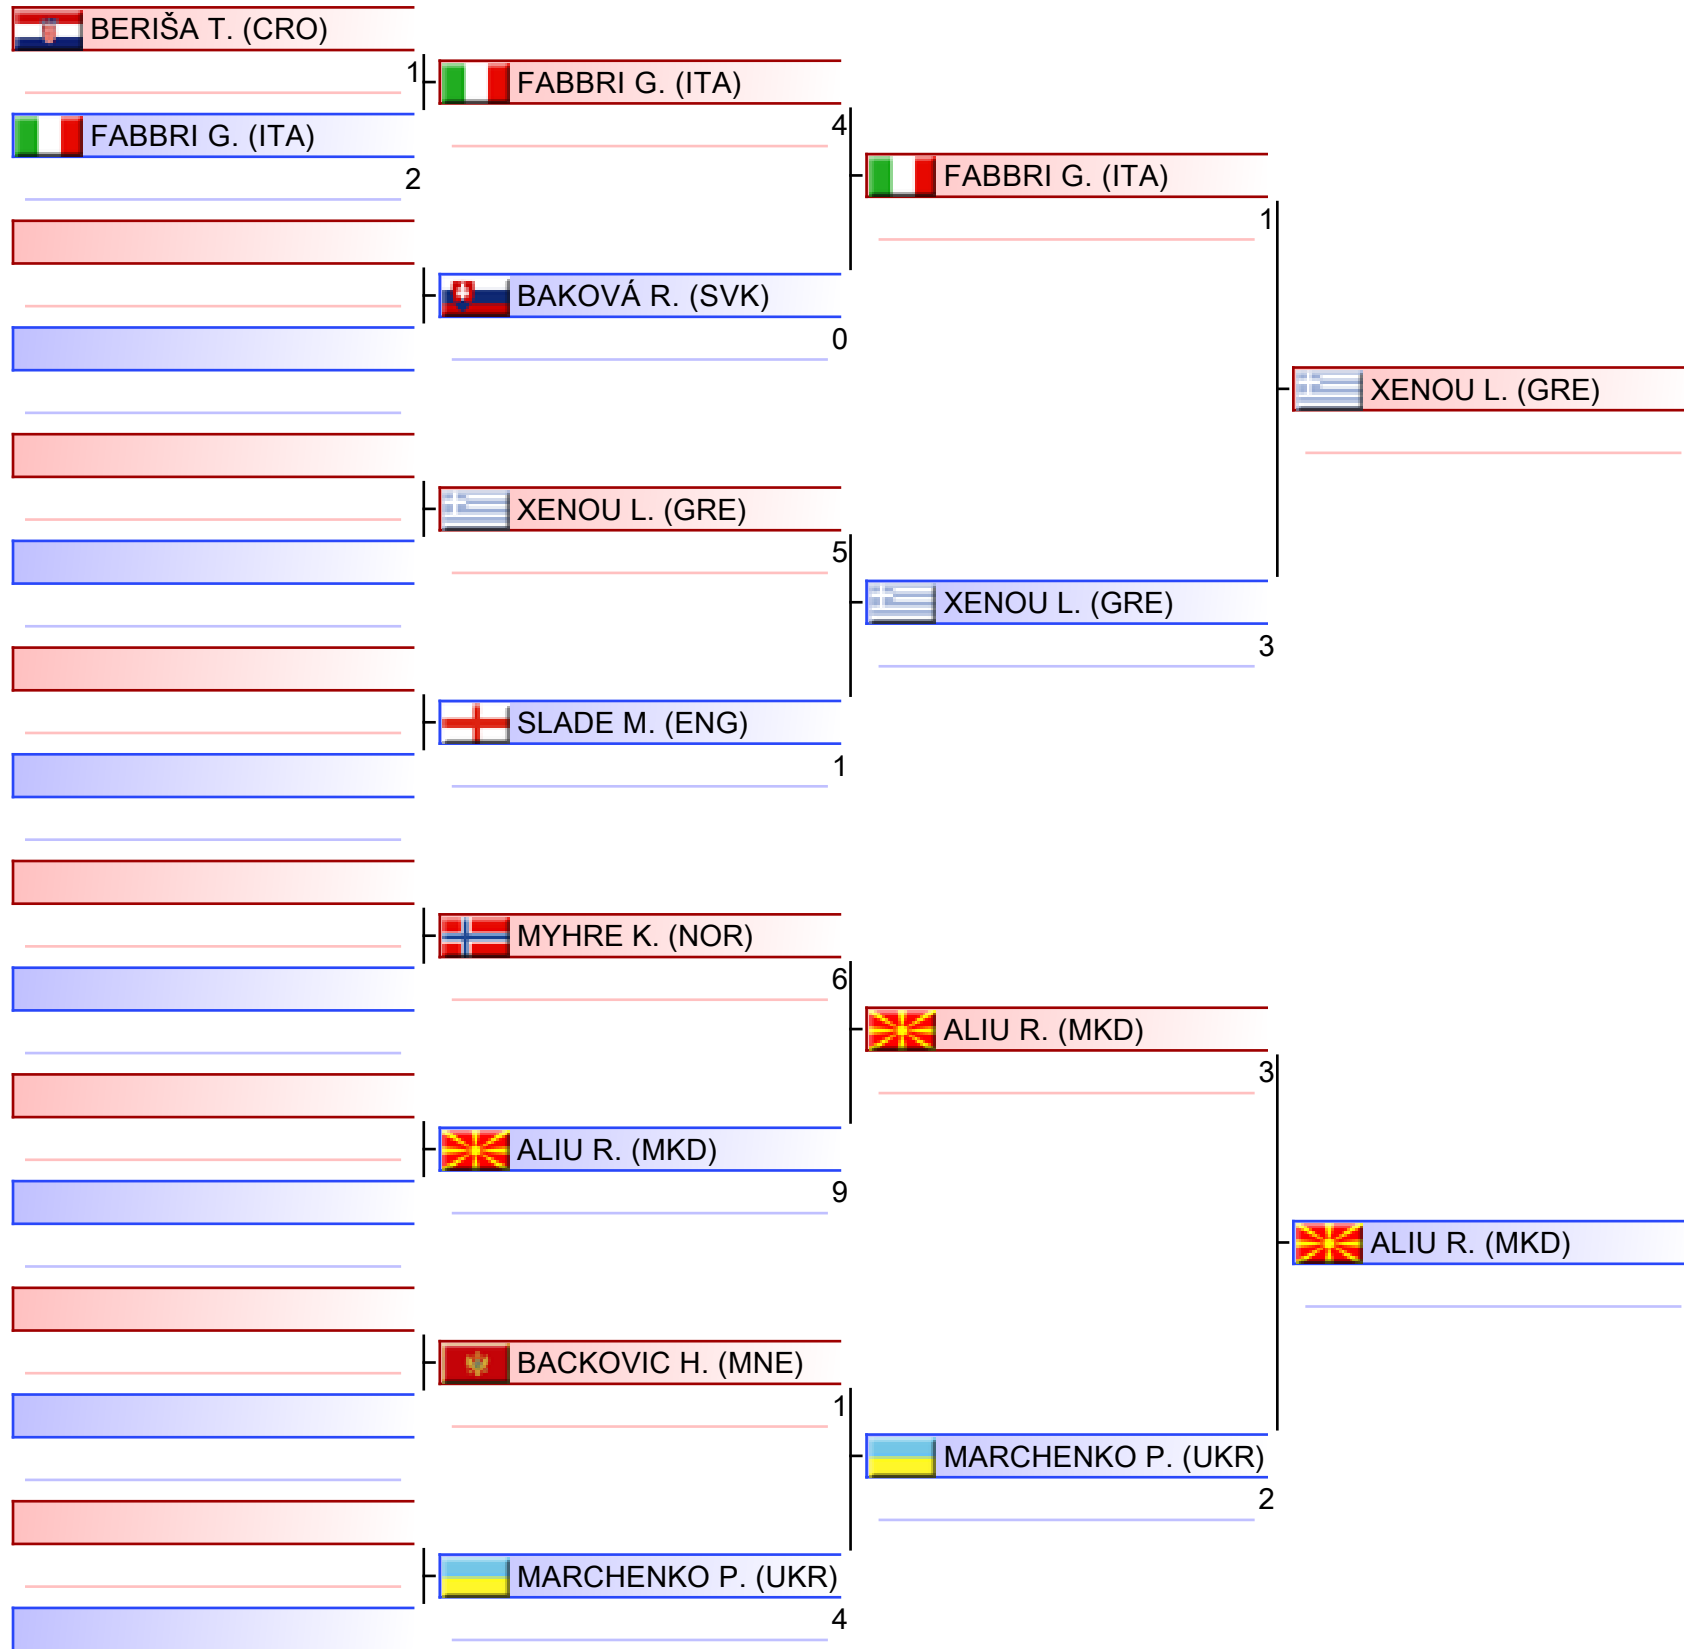 BERIŠA T. (CRO)
1
FABBRI G. (ITA)
2
FABBRI G. (ITA)
4
BAKOVÁ R. (SVK)
0
XENOU L. (GRE)
5
SLADE M. (ENG)
1
MYHRE K. (NOR)
6
ALIU R. (MKD)
9
BACKOVIC H. (MNE)
1
MARCHENKO P. (UKR)
4
FABBRI G. (ITA)
1
XENOU L. (GRE)
3
ALIU R. (MKD)
3
MARCHENKO P. (UKR)
2
XENOU L. (GRE)
ALIU R. (MKD)